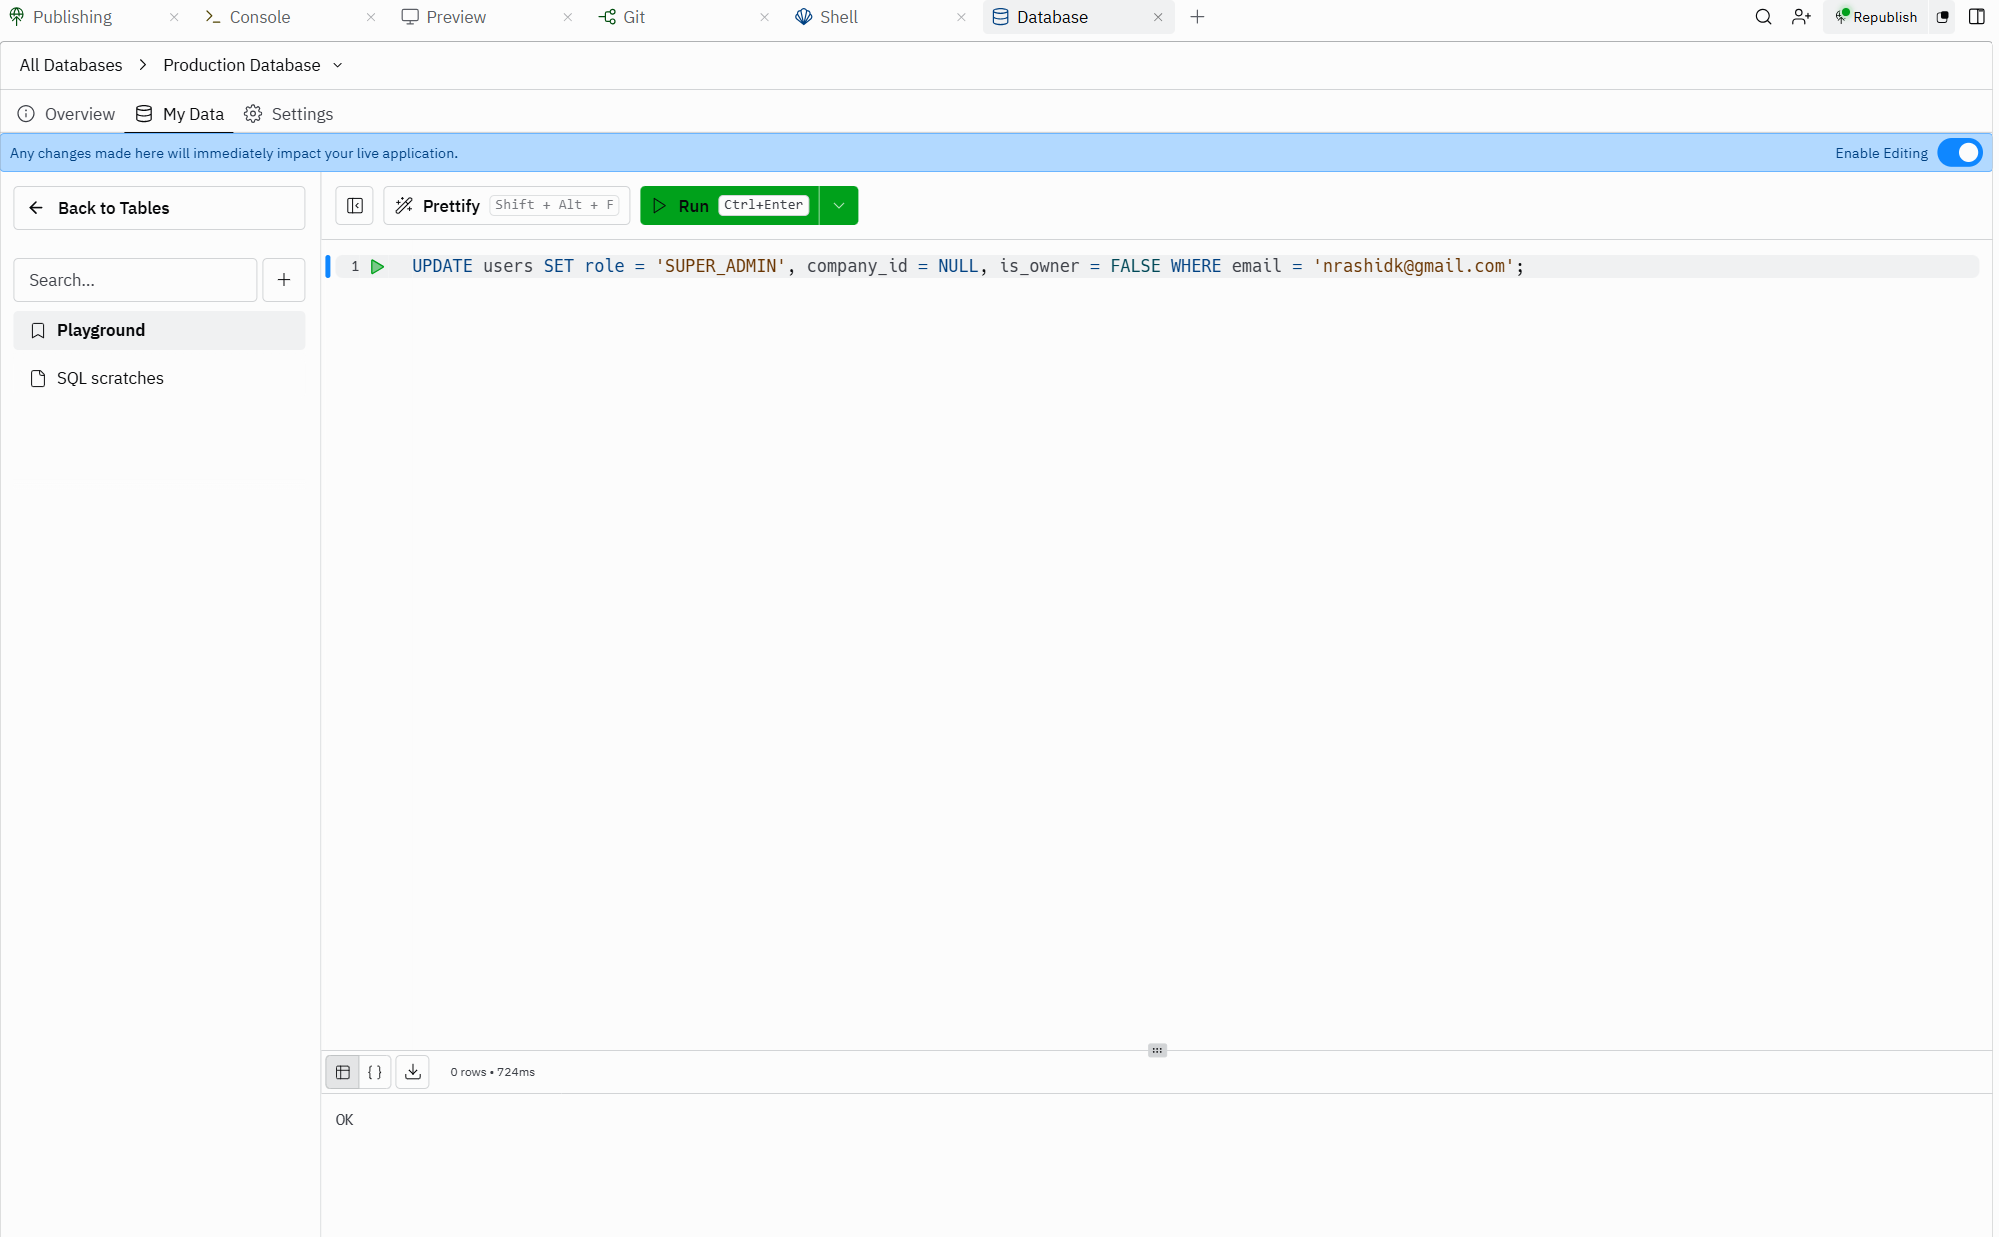 Publishing
Console
Preview
Git
Shell
Database
Republish
All Databases
Production Database
Overview
My Data
Settings
Any changes made here will immediately impact your live application.
Enable Editing
Back to Tables
Prettify Shift + Alt + F
Run Ctrl+Enter
Search...
Playground
SQL scratches
1 UPDATE users SET role = 'SUPER_ADMIN', company_id = NULL, is_owner = FALSE WHERE email = 'nrashidk@gmail.com';
{ } 0 rows • 724ms
OK